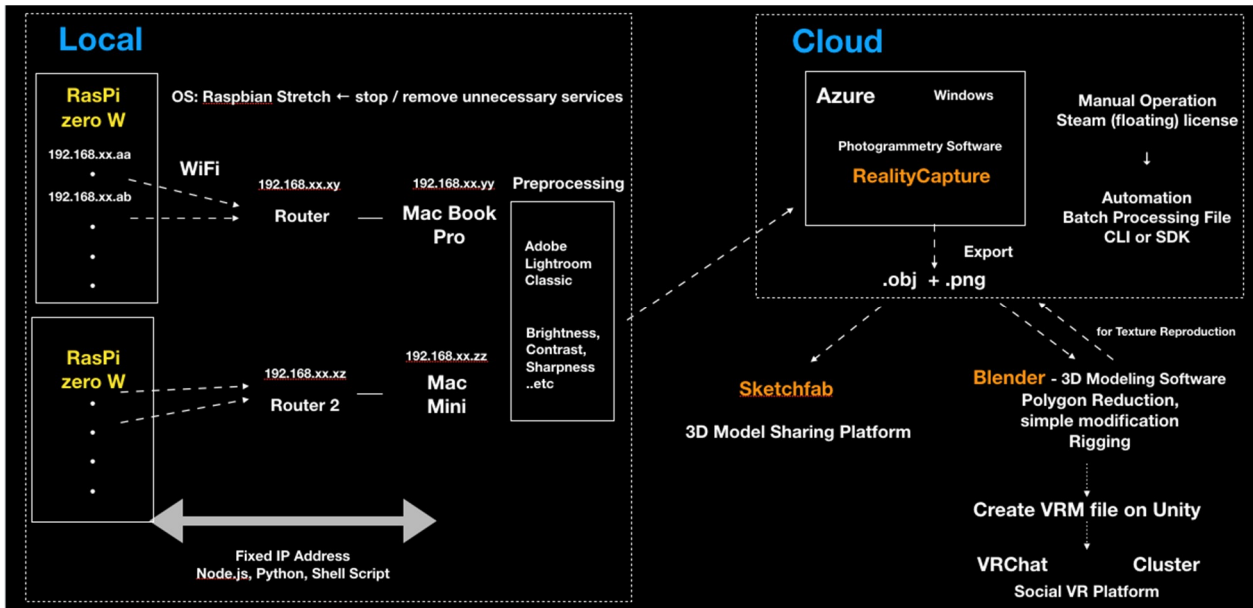 Local
RasPi
zero W
192.168.xx.aa
•
192.168.xx.ab
•
•
•
OS: Raspbian Stretch ← stop / remove unnecessary services
WiFi
192.168.xx.xy
Router
192.168.xx.yy
Mac Book
Pro
Preprocessing
Adobe
Lightroom
Classic
Brightness,
Contrast,
Sharpness
..etc
RasPi
zero W
•
•
•
•
192.168.xx.xz
Router 2
192.168.xx.zz
Mac
Mini
Fixed IP Address
Node.js, Python, Shell Script
Cloud
Azure
Windows
Photogrammetry Software
RealityCapture
Manual Operation
Steam (floating) license
↓
Automation
Batch Processing File
CLI or SDK
Export
.obj + .png
for Texture Reproduction
Sketchfab
3D Model Sharing Platform
Blender - 3D Modeling Software
Polygon Reduction,
simple modification
Rigging
Create VRM file on Unity
VRChat
Cluster
Social VR Platform